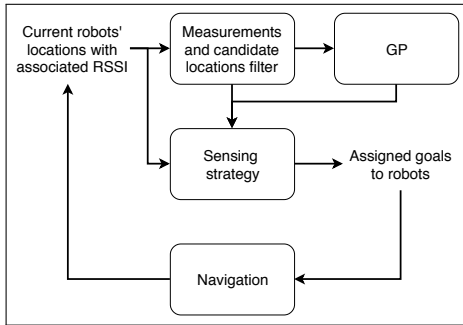 Current robots'
locations with
associated RSSI
Measurements
and candidate
locations filter
GP
Sensing
strategy
Assigned goals
to robots
Navigation